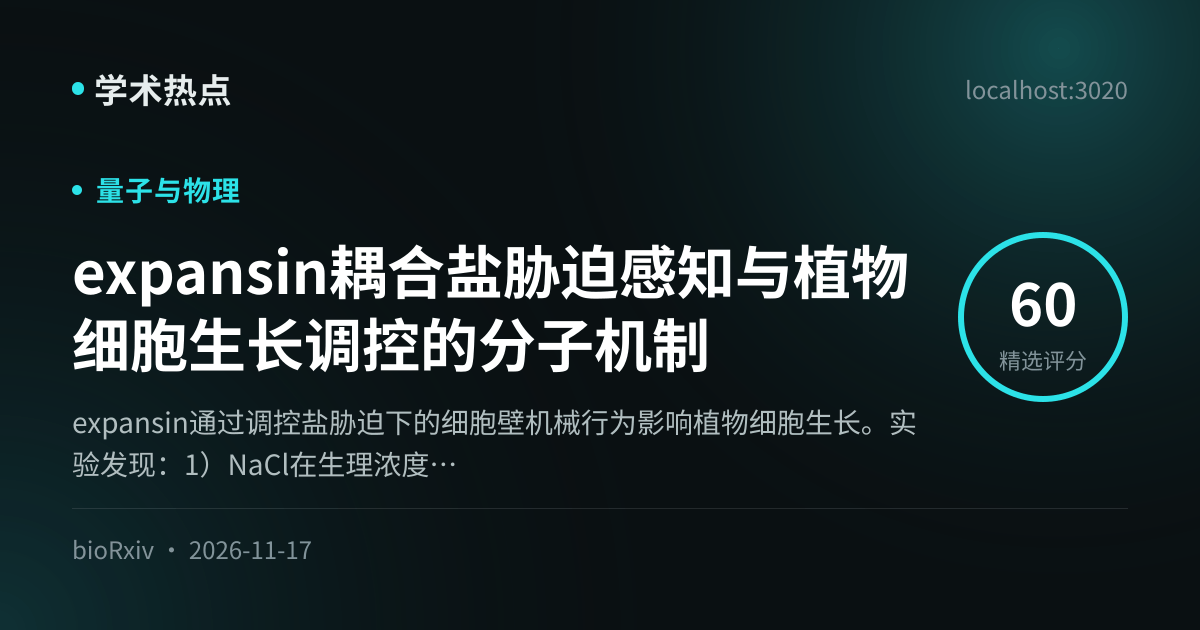 学术热点
localhost:3020
量子与物理
expansin耦合盐胁迫感知与植物
细胞生长调控的分子机制
60
精选评分
expansin通过调控盐胁迫下的细胞壁机械行为影响植物细胞生长。实
验发现：1）NaCl在生理浓度…
bioRxiv · 2026-11-17